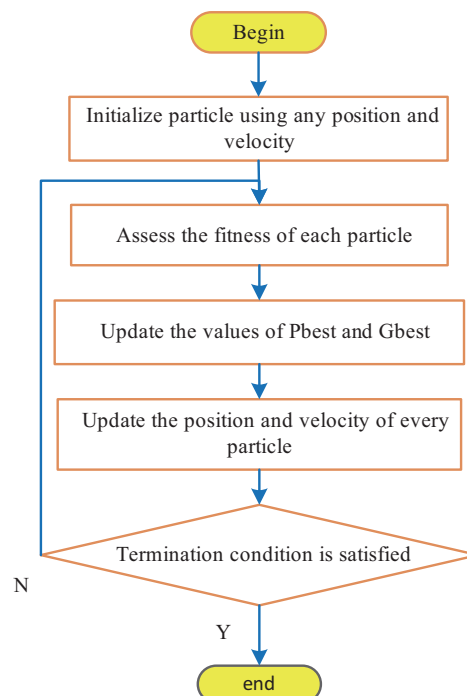 Begin
Initialize particle using any position and
velocity
Assess the fitness of each particle
Update the values of Pbest and Gbest
Update the position and velocity of every
particle
Termination condition is satisfied
N
Y
end